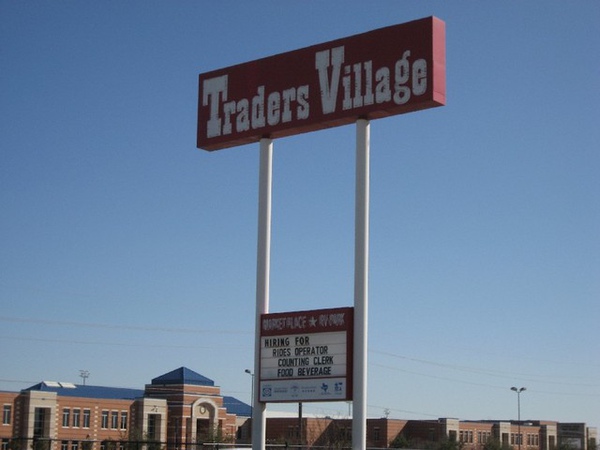 Traders Village
MARKETPLACE ★ RV PARK
HIRING FOR
RIDES OPERATOR
COUNTING CLERK
FOOD BEVERAGE